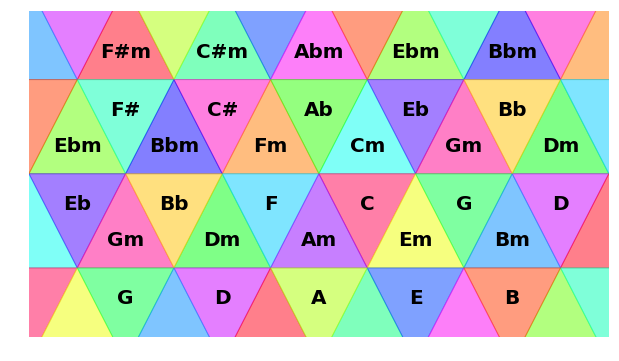 F#m C#m Abm Ebm Bbm
F# C# Ab Eb Bb
Ebm Bbm Fm Cm Gm Dm
Eb Bb F C G D
Gm Dm Am Em Bm
G D A E B